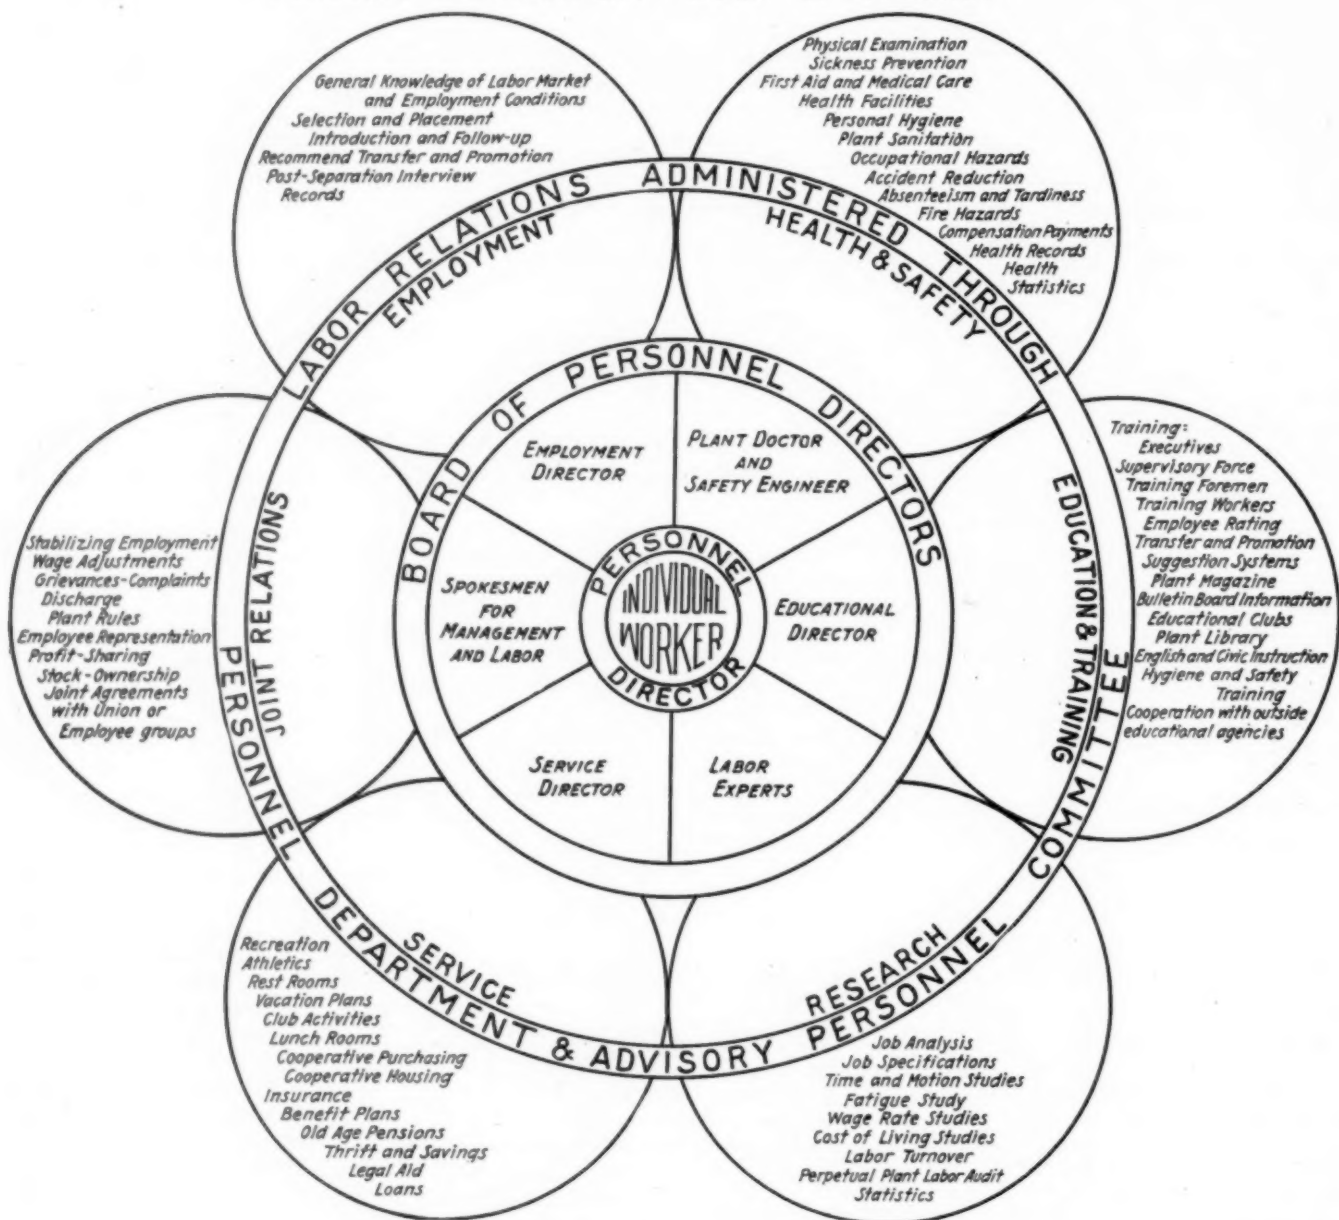 LABOR RELATIONS ADMINISTERED THROUGH
PERSONNEL DEPARTMENT & ADVISORY PERSONNEL COMMITTEE
EMPLOYMENT
General Knowledge of Labor Market
and Employment Conditions
Selection and Placement
Introduction and Follow-up
Recommend Transfer and Promotion
Post-Separation Interview
Records
HEALTH & SAFETY
Physical Examination
Sickness Prevention
First Aid and Medical Care
Health Facilities
Personal Hygiene
Plant Sanitation
Occupational Hazards
Accident Reduction
Absenteeism and Tardiness
Fire Hazards
Compensation Payments
Health Records
Health
Statistics
EDUCATION & TRAINING
Training:
Executives
Supervisory Force
Training Foremen
Training Workers
Employee Rating
Transfer and Promotion
Suggestion Systems
Plant Magazine
Bulletin Board Information
Educational Clubs
Plant Library
English and Civic Instruction
Hygiene and Safety
Training
Cooperation with outside
educational agencies
RESEARCH
Job Analysis
Job Specifications
Time and Motion Studies
Fatigue Study
Wage Rate Studies
Cost of Living Studies
Labor Turnover
Perpetual Plant Labor Audit
Statistics
SERVICE
Recreation
Athletics
Rest Rooms
Vacation Plans
Club Activities
Lunch Rooms
Cooperative Purchasing
Cooperative Housing
Insurance
Benefit Plans
Old Age Pensions
Thrift and Savings
Legal Aid
Loans
JOINT RELATIONS
Stabilizing Employment
Wage Adjustments
Grievances-Complaints
Discharge
Plant Rules
Employee Representation
Profit-Sharing
Stock-Ownership
Joint Agreements
with Union or
Employee groups
BOARD OF PERSONNEL DIRECTORS
EMPLOYMENT
DIRECTOR
PLANT DOCTOR
AND
SAFETY ENGINEER
EDUCATIONAL
DIRECTOR
LABOR
EXPERTS
SERVICE
DIRECTOR
SPOKESMEN
FOR
MANAGEMENT
AND LABOR
PERSONNEL
DIRECTOR
INDIVIDUAL
WORKER